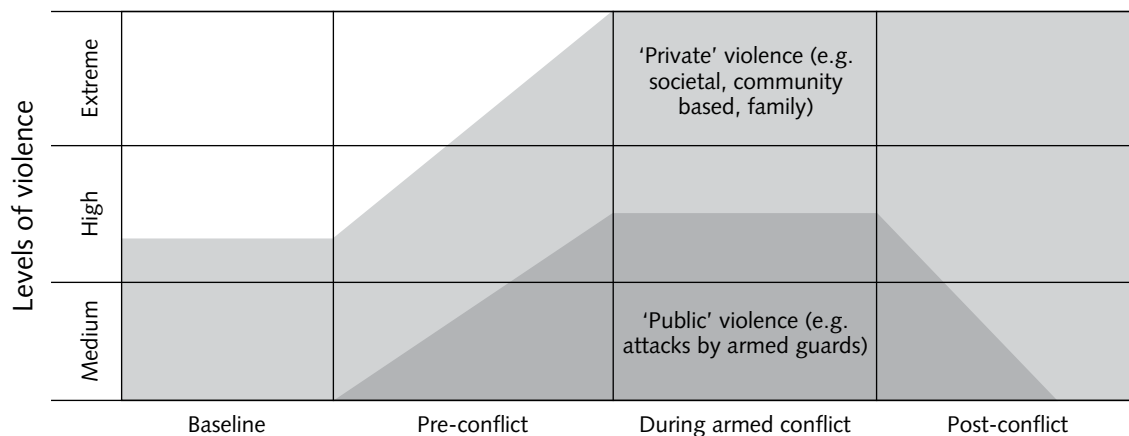 Levels of violence
Extreme
High
Medium
‘Private’ violence (e.g.
societal, community
based, family)
‘Public’ violence (e.g.
attacks by armed guards)
Baseline
Pre-conflict
During armed conflict
Post-conflict